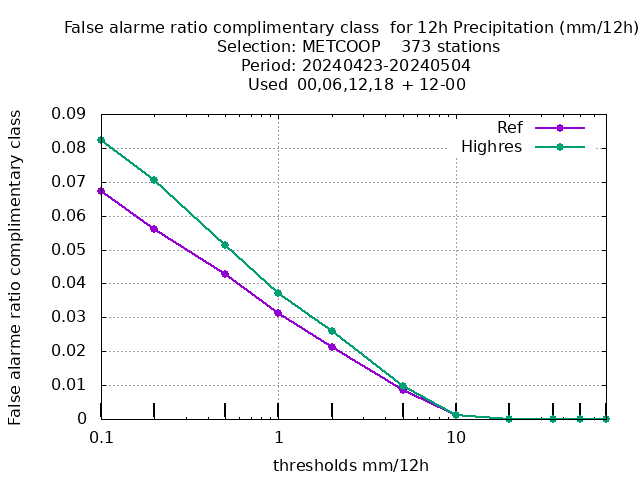 False alarme ratio complimentary class  for 12h Precipitation (mm/12h)
Selection: METCOOP    373 stations
Period: 20240423-20240504
Used  00,06,12,18  + 12-00
False alarme ratio complimentary class
0.09
0.08
0.07
0.06
0.05
0.04
0.03
0.02
0.01
0
Ref
Highres
0.1 1 10
thresholds mm/12h